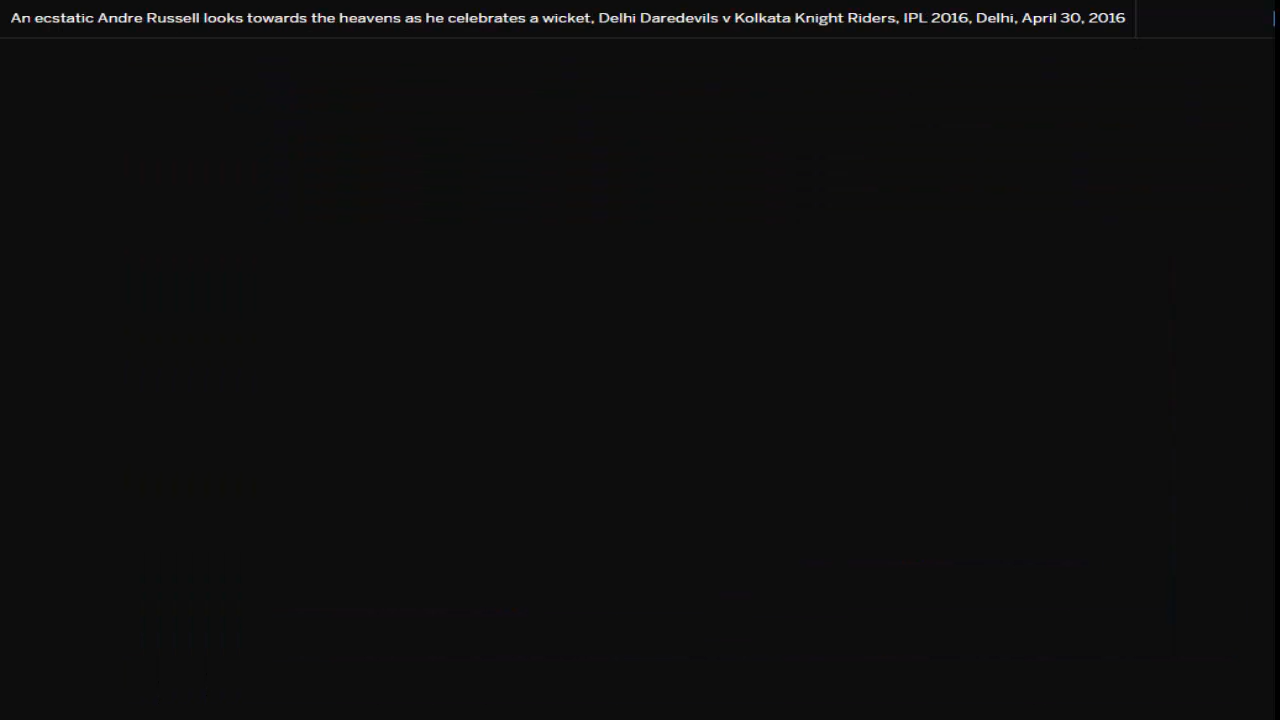 An ecstatic Andre Russell looks towards the heavens as he celebrates a wicket, Delhi Daredevils v Kolkata Knight Riders, IPL 2016, Delhi, April 30, 2016